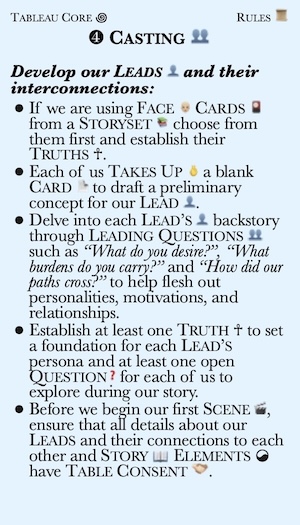 Tableau Core 🌀 Rules 📜
❹ Casting 👥
Develop our Leads 👤 and their
interconnections:
● If we are using Face 👴🏼 Cards 🎴
from a Storyset 📚 choose from
them first and establish their
Truths ☥.
● Each of us Takes Up 👌 a blank
Card 📄 to draft a preliminary
concept for our Lead 👤.
● Delve into each Lead’s 👤 backstory
through Leading Questions 👥
such as “What do you desire?”, “What
burdens do you carry?” and “How did our
paths cross?” to help flesh out
personalities, motivations, and
relationships.
● Establish at least one Truth ☥ to set
a foundation for each Lead’s
persona and at least one open
Question ❓ for each of us to
explore during our story.
● Before we begin our first Scene 🎬,
ensure that all details about our
Leads and their connections to each
other and Story 📖 Elements ☯
have Table Consent 🤝.